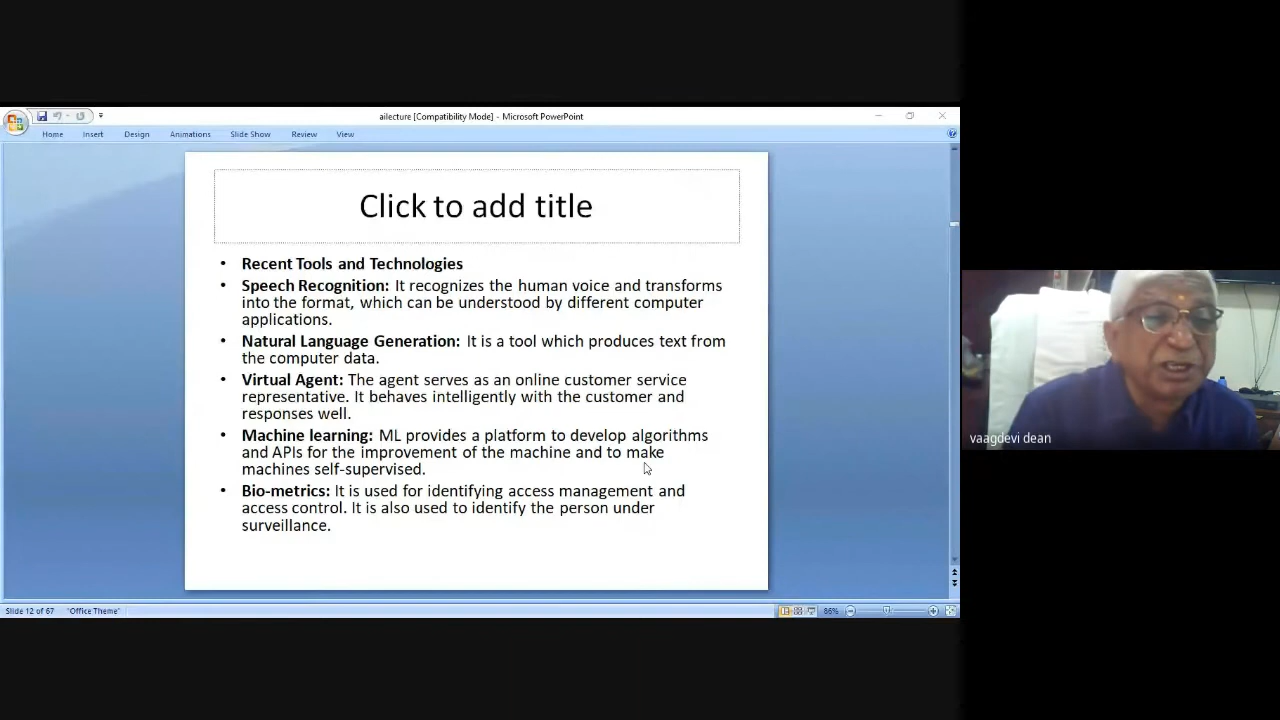 ailecture [Compatibility Mode] - Microsoft PowerPoint
Home Insert Design Animations Slide Show Review View
Click to add title
• Recent Tools and Technologies
• Speech Recognition: It recognizes the human voice and transforms
into the format, which can be understood by different computer
applications.
• Natural Language Generation: It is a tool which produces text from
the computer data.
• Virtual Agent: The agent serves as an online customer service
representative. It behaves intelligently with the customer and
responses well.
• Machine learning: ML provides a platform to develop algorithms
and APIs for the improvement of the machine and to make
machines self-supervised.
• Bio-metrics: It is used for identifying access management and
access control. It is also used to identify the person under
surveillance.
vaagdevi dean
Slide 12 of 67 "Office Theme" 86%